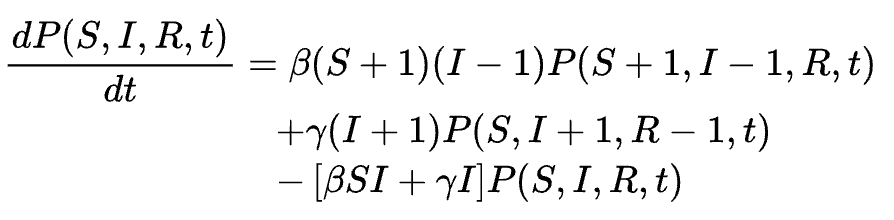 dP(S, I, R, t)/dt = β(S + 1)(I − 1)P(S + 1, I − 1, R, t)
+γ(I + 1)P(S, I + 1, R − 1, t)
− [βSI + γI]P(S, I, R, t)